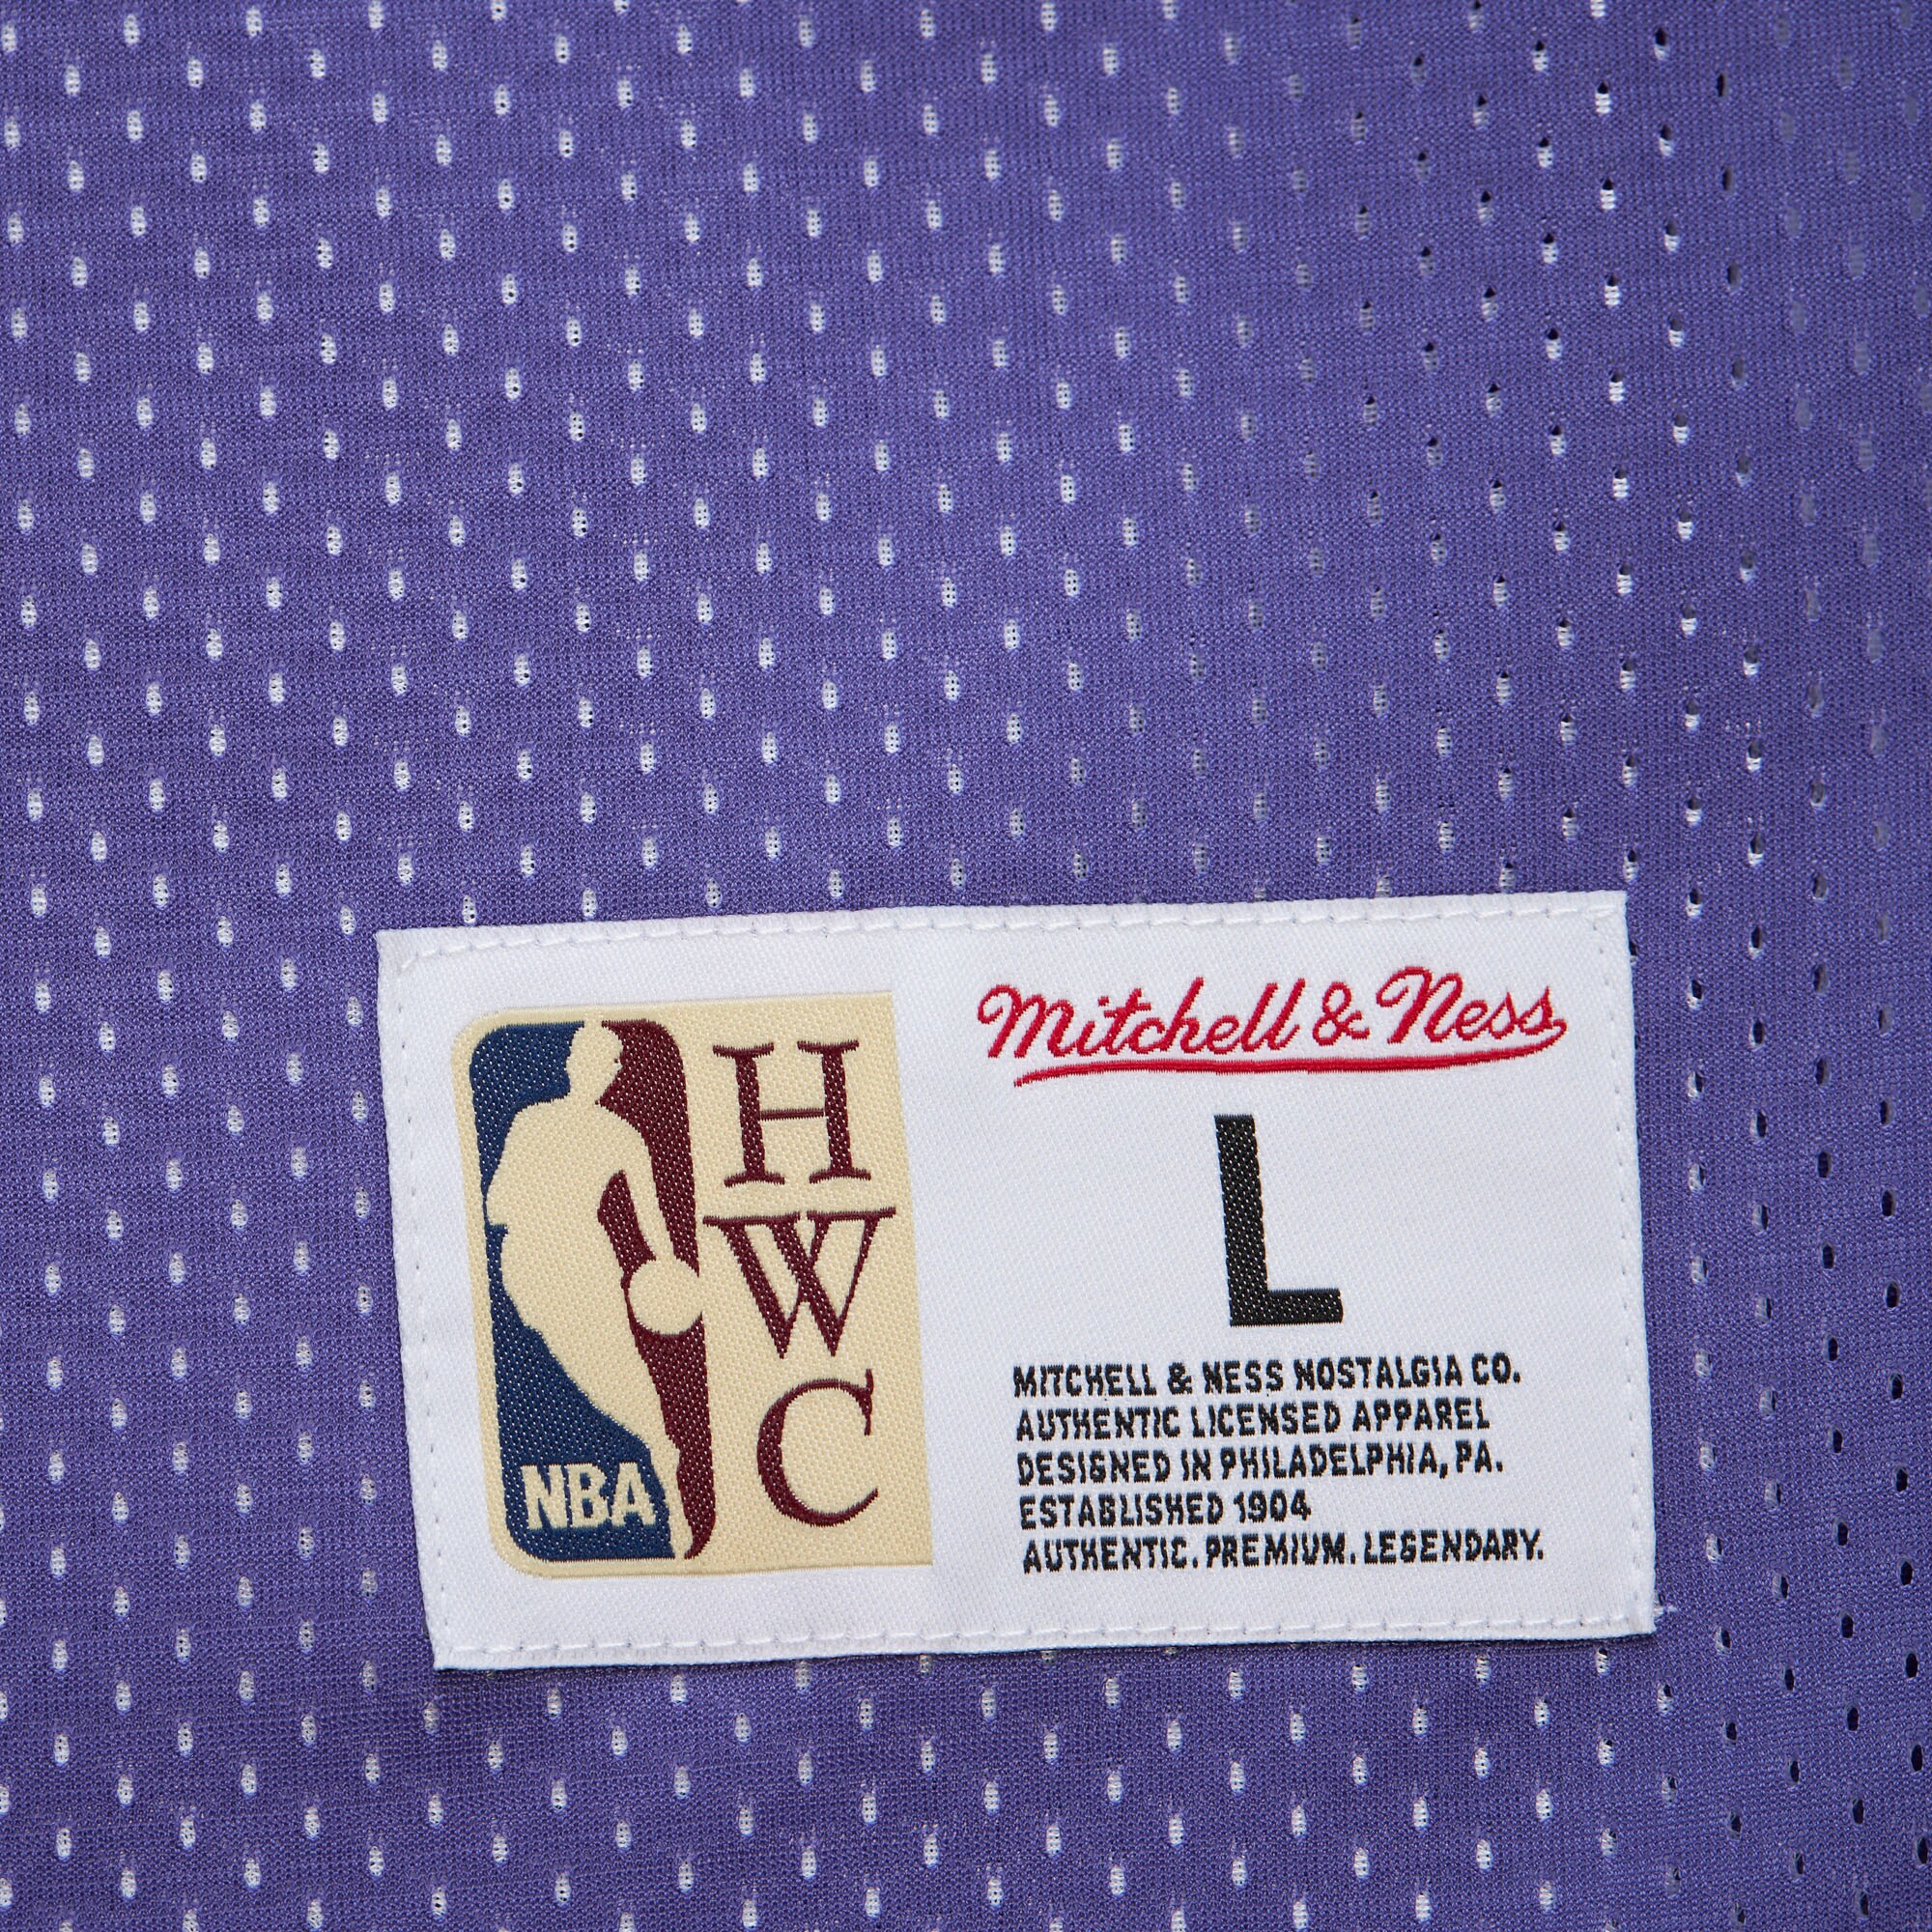 NBA
H
W
C
Mitchell & Ness
L
MITCHELL & NESS NOSTALGIA CO.
AUTHENTIC LICENSED APPAREL
DESIGNED IN PHILADELPHIA, PA.
ESTABLISHED 1904
AUTHENTIC. PREMIUM. LEGENDARY.